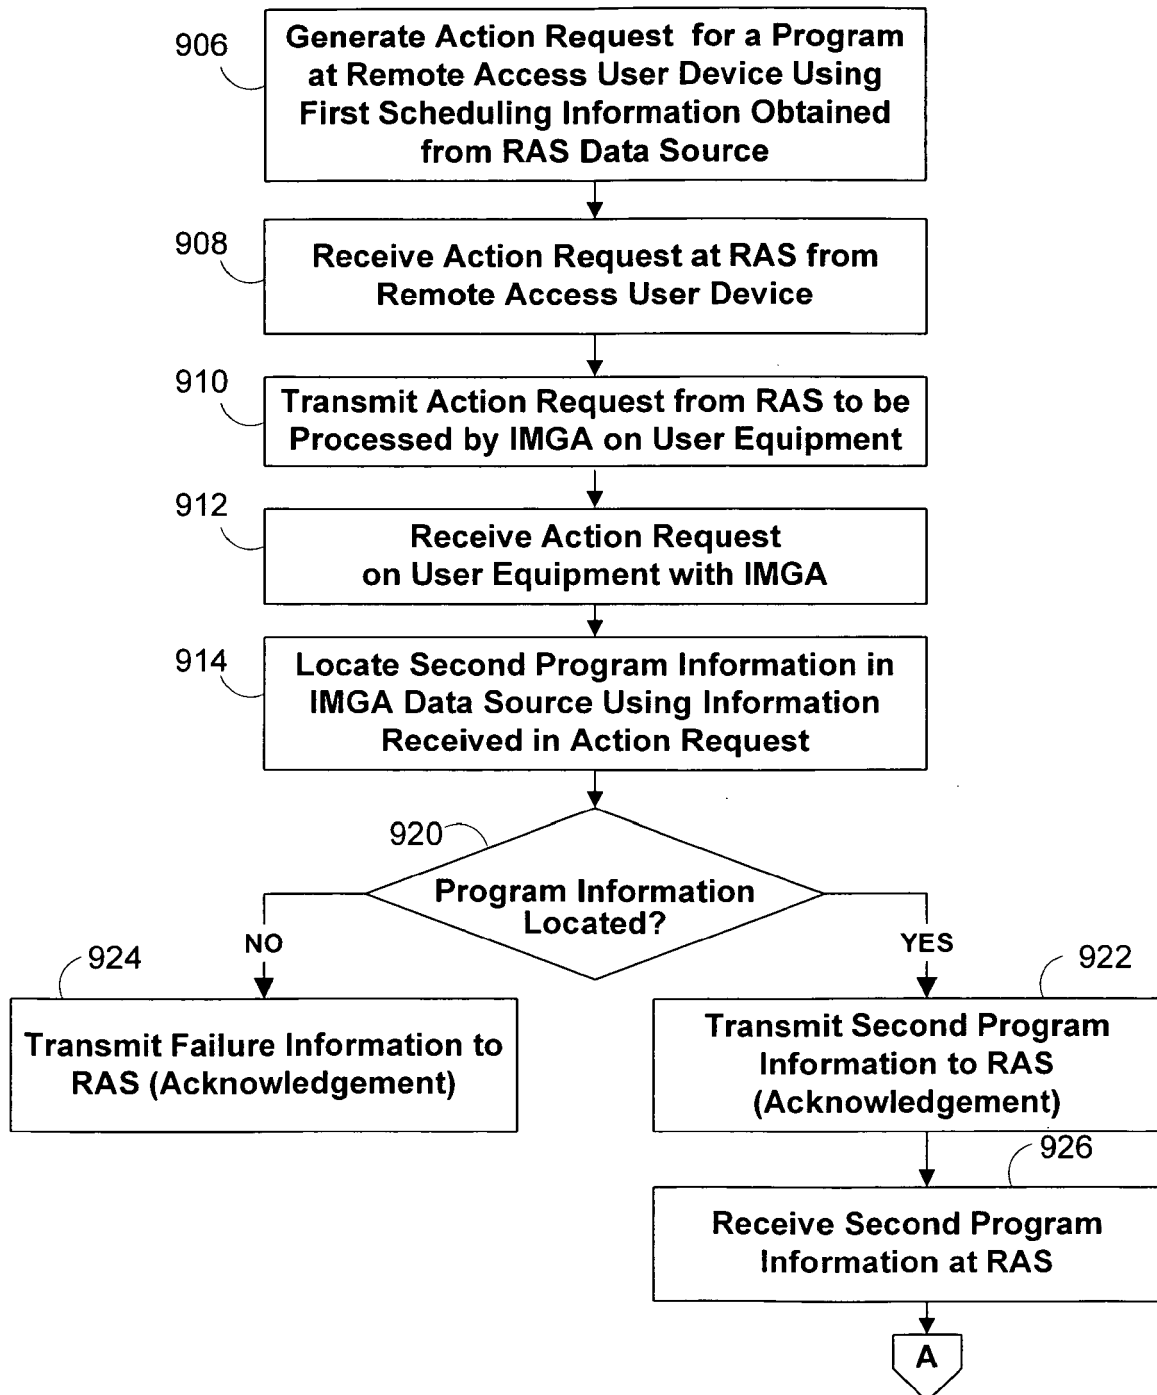 906
Generate Action Request for a Program
at Remote Access User Device Using
First Scheduling Information Obtained
from RAS Data Source
908
Receive Action Request at RAS from
Remote Access User Device
910
Transmit Action Request from RAS to be
Processed by IMGA on User Equipment
912
Receive Action Request
on User Equipment with IMGA
914
Locate Second Program Information in
IMGA Data Source Using Information
Received in Action Request
920
Program Information
Located?
NO
YES
924
Transmit Failure Information to
RAS (Acknowledgement)
922
Transmit Second Program
Information to RAS
(Acknowledgement)
926
Receive Second Program
Information at RAS
A